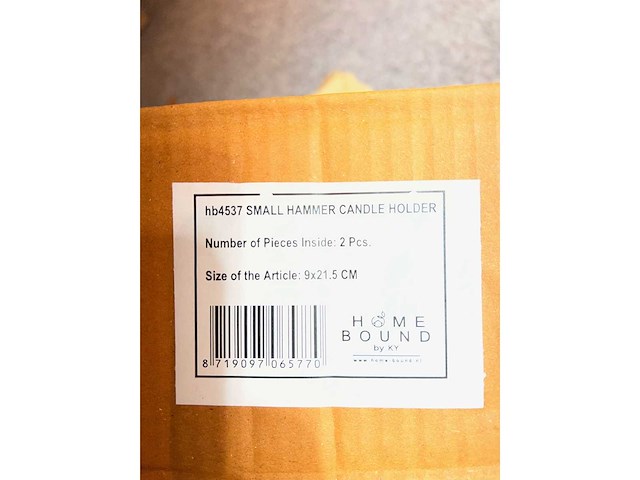 hb4537 SMALL HAMMER CANDLE HOLDER
Number of Pieces Inside: 2 Pcs.
Size of the Article: 9x21.5 CM
8 719097 065770
HOME
BOUND
by XY